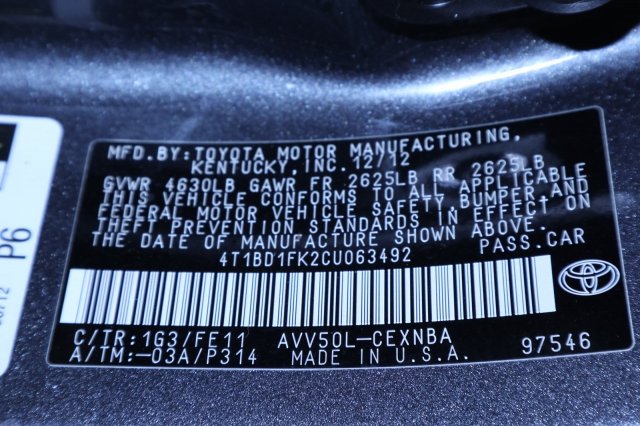 MFD.BY:TOYOTA MOTOR MANUFACTURING,
KENTUCKY, INC. 12/12
GVWR 4630LB GAWR FR 2625LB RR 2625LB
THIS VEHICLE CONFORMS TO ALL APPLICABLE
FEDERAL MOTOR VEHICLE SAFETY,BUMPER AND
THEFT PREVENTION STANDARDS IN EFFECT ON
THE DATE OF MANUFACTURE SHOWN ABOVE.
4T1BD1FK2CU063492 PASS.CAR
TOYOTA
C/TR:1G3/FE11 AVV50L-CEXNBA
A/TM:-03A/P314 MADE IN U.S.A. 97546
P6